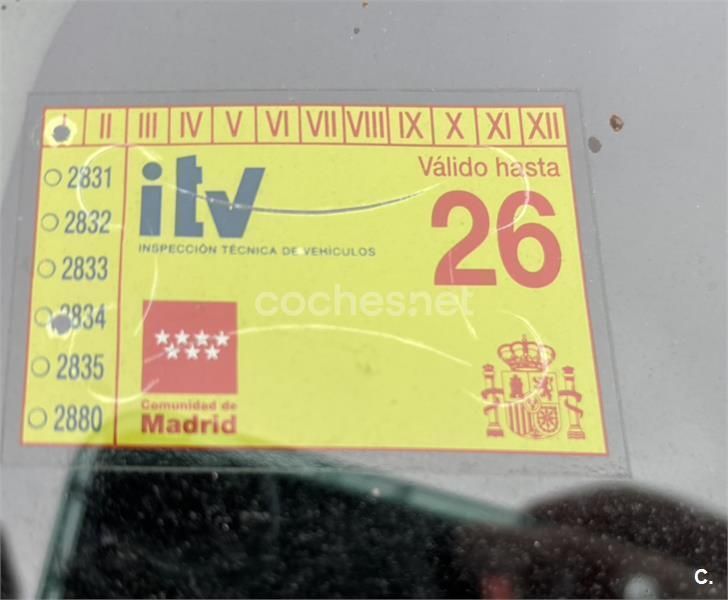 I II III IV V VI VII VIII IX X XI XII
2831
2832
2833
2834
2835
2880
itv
INSPECCIÓN TÉCNICA DE VEHÍCULOS
Válido hasta
26
coches.net
Comunidad de
Madrid
C.